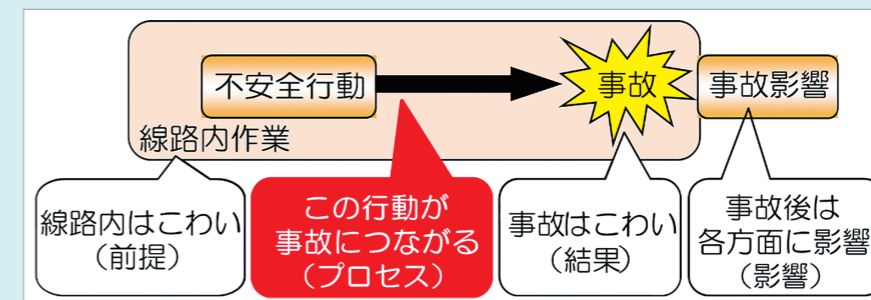 不安全行動
事故
事故影響
線路内作業
線路内はこわい
(前提)
この行動が
事故につながる
(プロセス)
事故はこわい
(結果)
事故後は
各方面に影響
(影響)